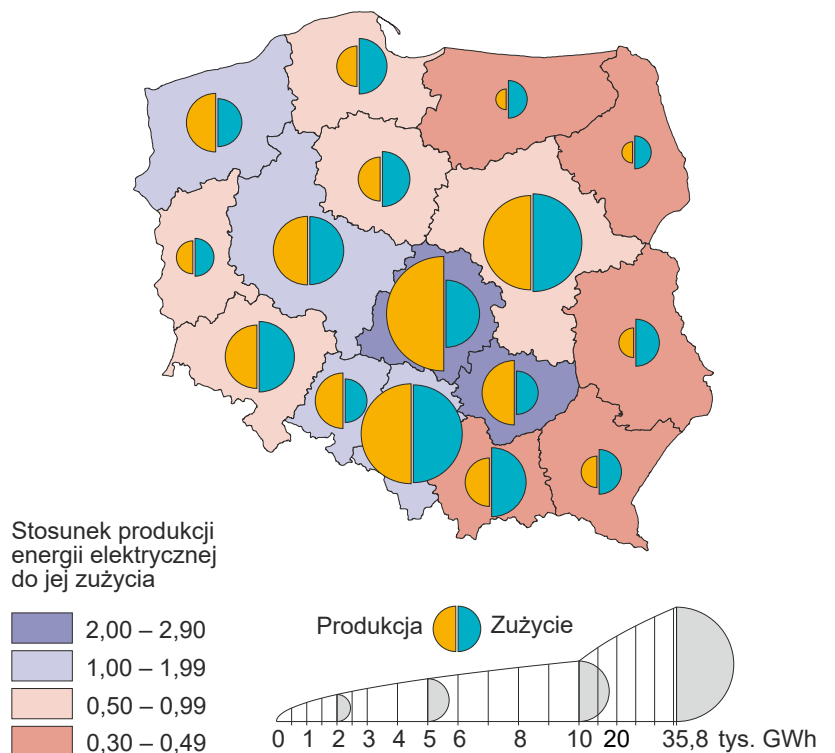 Stosunek produkcji
energii elektrycznej
do jej zużycia
2,00 – 2,90
1,00 – 1,99
0,50 – 0,99
0,30 – 0,49
Produkcja Zużycie
0 1 2 3 4 5 6 8 10 20 35,8 tys. GWh